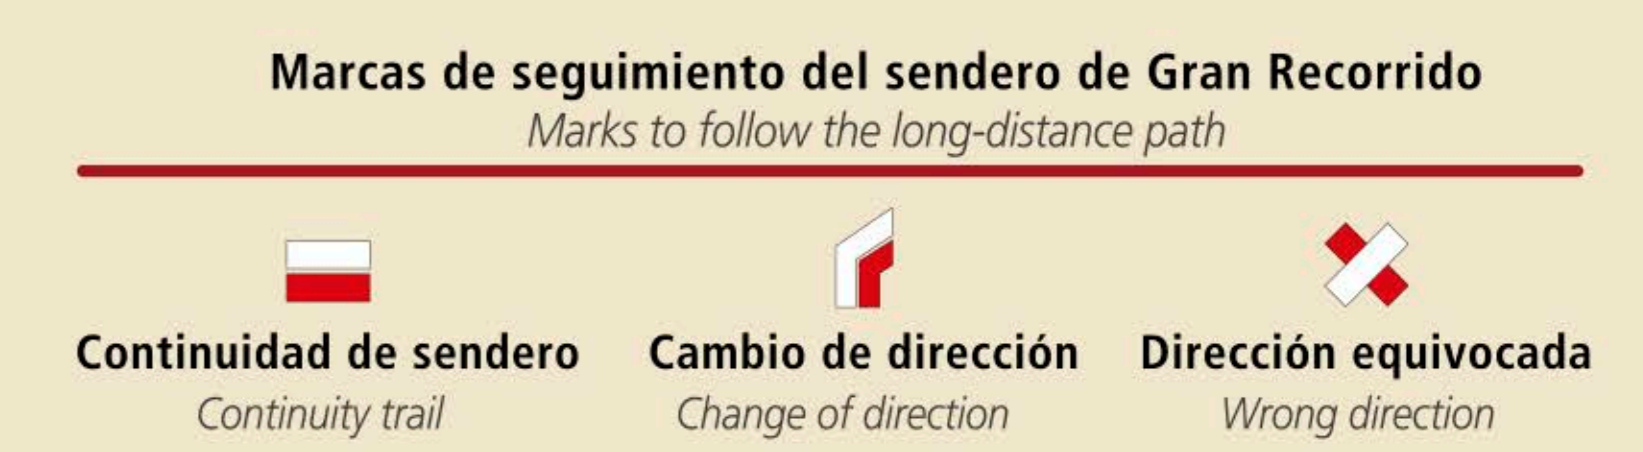 Marcas de seguimiento del sendero de Gran Recorrido
Marks to follow the long-distance path
Continuidad de sendero
Continuity trail
Cambio de dirección
Change of direction
Dirección equivocada
Wrong direction